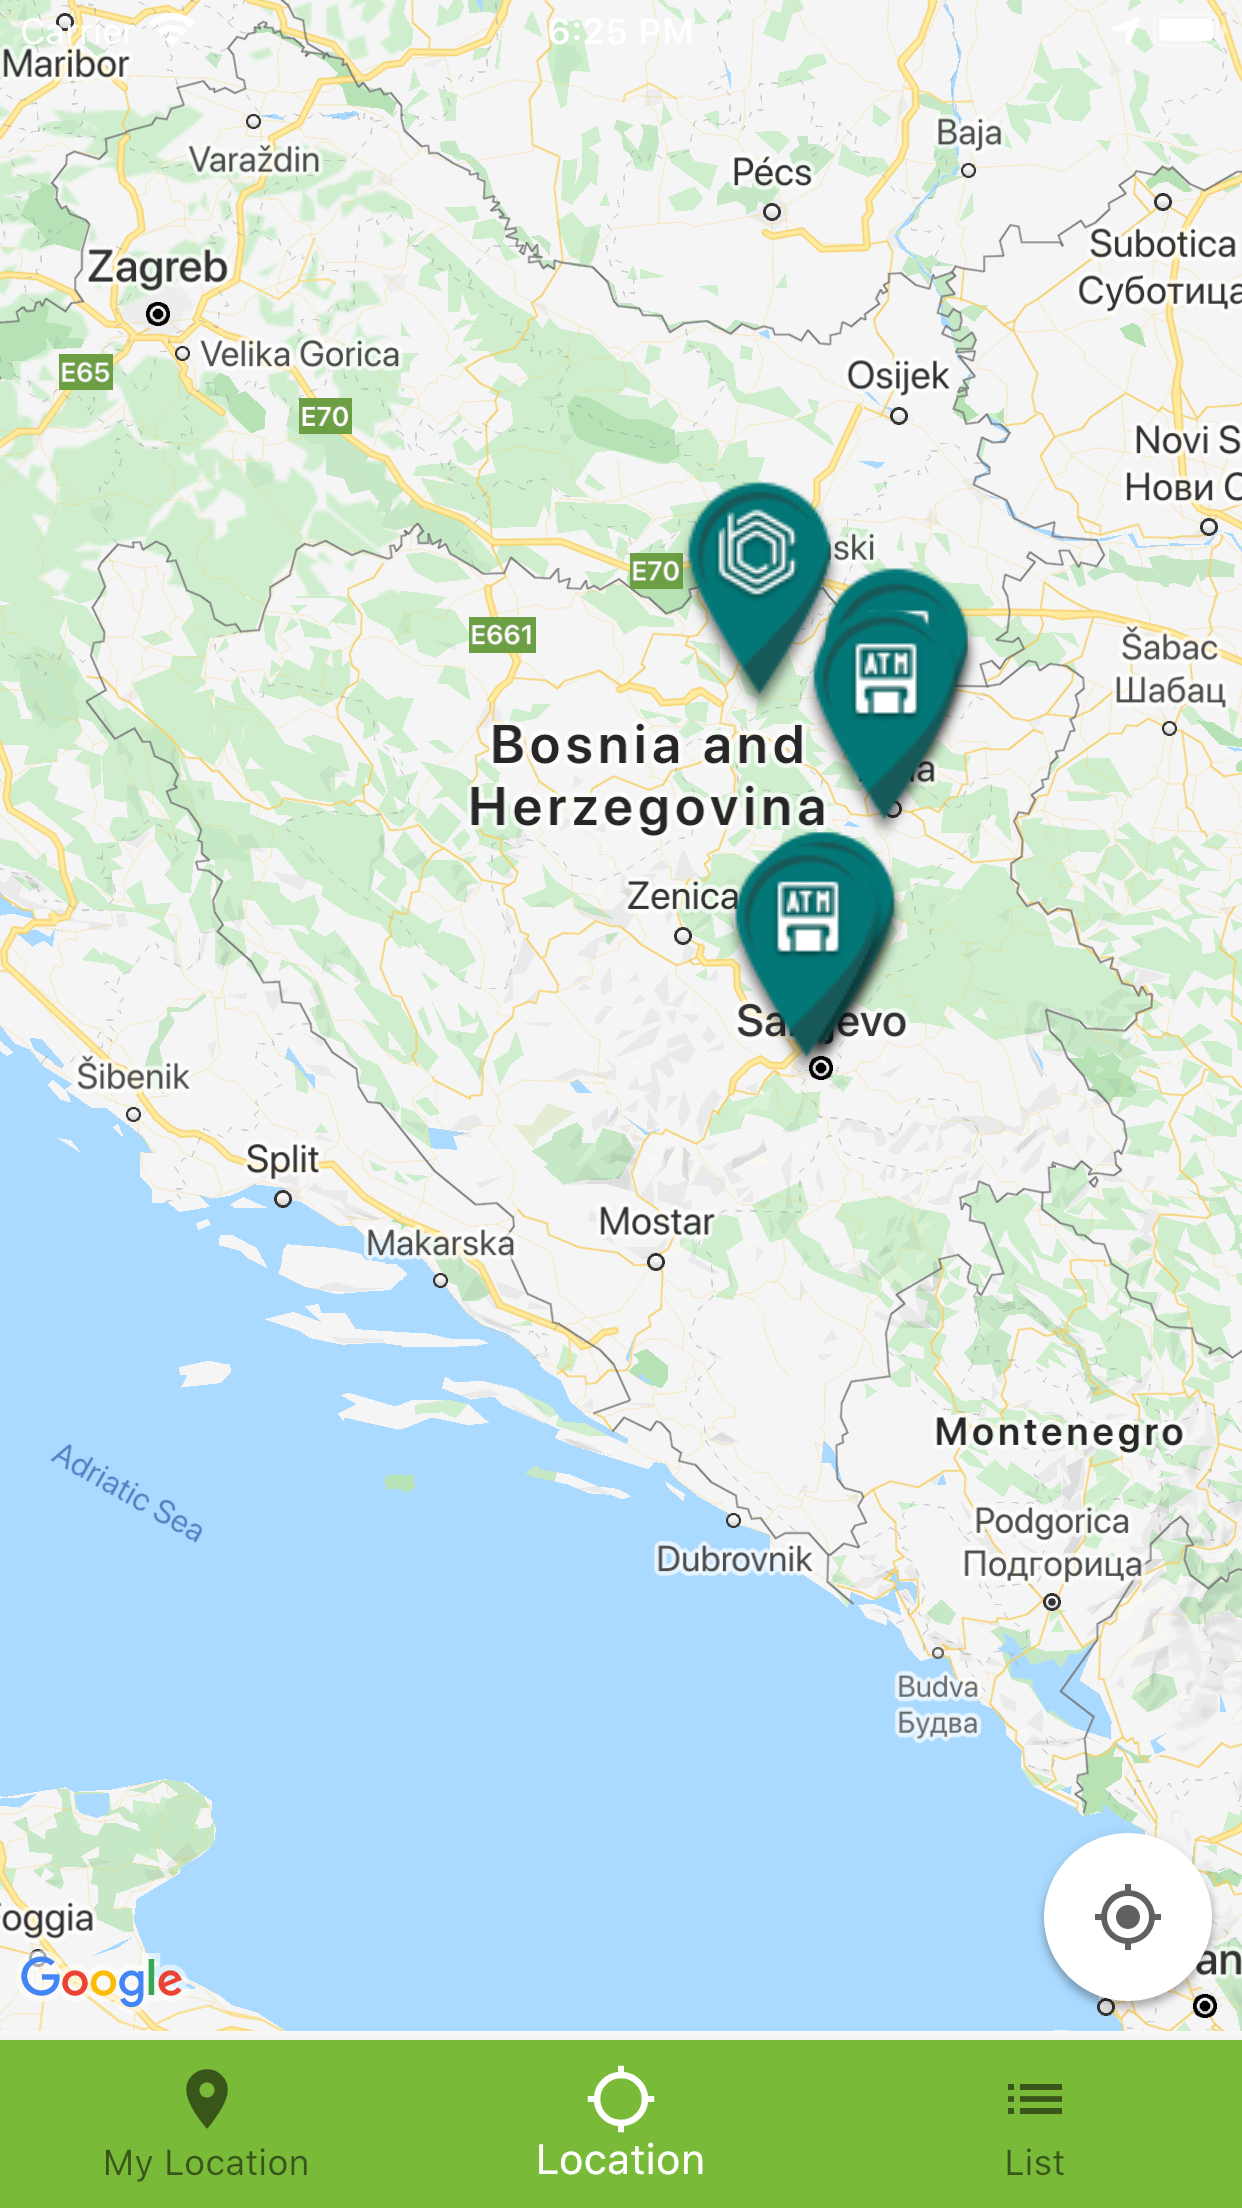 Carrier
6:25 PM
Maribor
Varaždin
Baja
Pécs
Subotica
Суботица
Zagreb
Velika Gorica
E65
E70
Osijek
Novi S
Нови С
ski
E70
E661
Šabac
Шабац
ATM
Bosnia and
Herzegovina
la
Zenica
ATM
Sarajevo
Šibenik
Split
Makarska
Mostar
Montenegro
Adriatic Sea
Podgorica
Подгорица
Dubrovnik
Budva
Будва
oggia
Google
an
My Location
Location
List